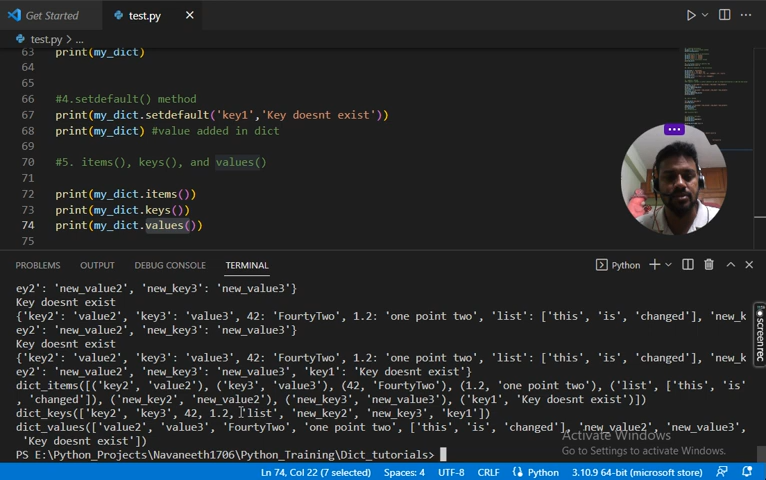 Get Started
test.py
test.py > ...
63 print(my_dict)
64
65
66 #4.setdefault() method
67 print(my_dict.setdefault('key1','Key doesnt exist'))
68 print(my_dict) #value added in dict
69
70 #5. items(), keys(), and values()
71
72 print(my_dict.items())
73 print(my_dict.keys())
74 print(my_dict.values())
75
PROBLEMS OUTPUT DEBUG CONSOLE TERMINAL Python
ey2': 'new_value2', 'new_key3': 'new_value3'}
Key doesnt exist
{'key2': 'value2', 'key3': 'value3', 42: 'FourtyTwo', 1.2: 'one point two', 'list': ['this', 'is', 'changed'], 'new_k
ey2': 'new_value2', 'new_key3': 'new_value3'}
Key doesnt exist
{'key2': 'value2', 'key3': 'value3', 42: 'FourtyTwo', 1.2: 'one point two', 'list': ['this', 'is', 'changed'], 'new_k
ey2': 'new_value2', 'new_key3': 'new_value3', 'key1': 'Key doesnt exist'}
dict_items([('key2', 'value2'), ('key3', 'value3'), (42, 'FourtyTwo'), (1.2, 'one point two'), ('list', ['this', 'is'
, 'changed']), ('new_key2', 'new_value2'), ('new_key3', 'new_value3'), ('key1', 'Key doesnt exist')])
dict_keys(['key2', 'key3', 42, 1.2, 'list', 'new_key2', 'new_key3', 'key1'])
dict_values(['value2', 'value3', 'FourtyTwo', 'one point two', ['this', 'is', 'changed'], 'new_value2', 'new_value3',
'Key doesnt exist'])
PS E:\Python_Projects\Navaneeth1706\Python_Training\Dict_tutorials>
screenrec
Activate Windows
Go to Settings to activate Windows.
Ln 74, Col 22 (7 selected) Spaces: 4 UTF-8 CRLF Python 3.10.9 64-bit (microsoft store)